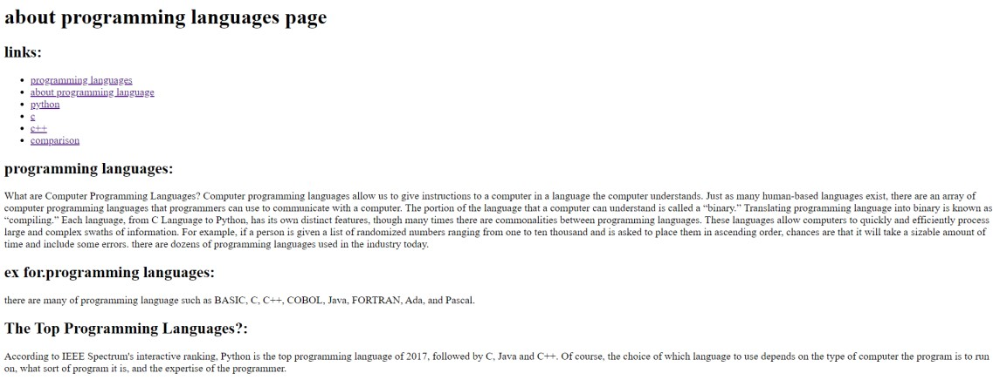 about programming languages page
links:
programming languages
about programming language
python
c
c++
comparison
programming languages:
What are Computer Programming Languages? Computer programming languages allow us to give instructions to a computer in a language the computer understands. Just as many human-based languages exist, there are an array of
computer programming languages that programmers can use to communicate with a computer. The portion of the language that a computer can understand is called a “binary.” Translating programming language into binary is known as
“compiling.” Each language, from C Language to Python, has its own distinct features, though many times there are commonalities between programming languages. These languages allow computers to quickly and efficiently process
large and complex swaths of information. For example, if a person is given a list of randomized numbers ranging from one to ten thousand and is asked to place them in ascending order, chances are that it will take a sizable amount of
time and include some errors. there are dozens of programming languages used in the industry today.
ex for.programming languages:
there are many of programming language such as BASIC, C, C++, COBOL, Java, FORTRAN, Ada, and Pascal.
The Top Programming Languages?:
According to IEEE Spectrum's interactive ranking, Python is the top programming language of 2017, followed by C, Java and C++. Of course, the choice of which language to use depends on the type of computer the program is to run
on, what sort of program it is, and the expertise of the programmer.